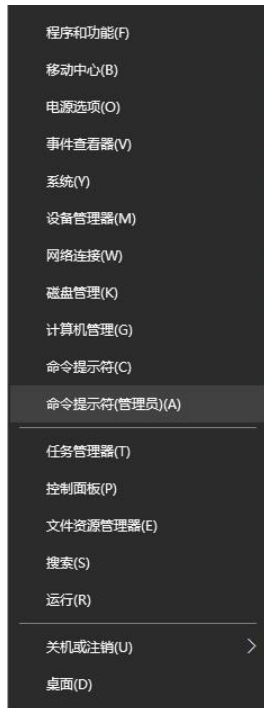 程序和功能(F)
移动中心(B)
电源选项(O)
事件查看器(V)
系统(Y)
设备管理器(M)
网络连接(W)
磁盘管理(K)
计算机管理(G)
命令提示符(C)
命令提示符(管理员)(A)
任务管理器(T)
控制面板(P)
文件资源管理器(E)
搜索(S)
运行(R)
关机或注销(U)
桌面(D)